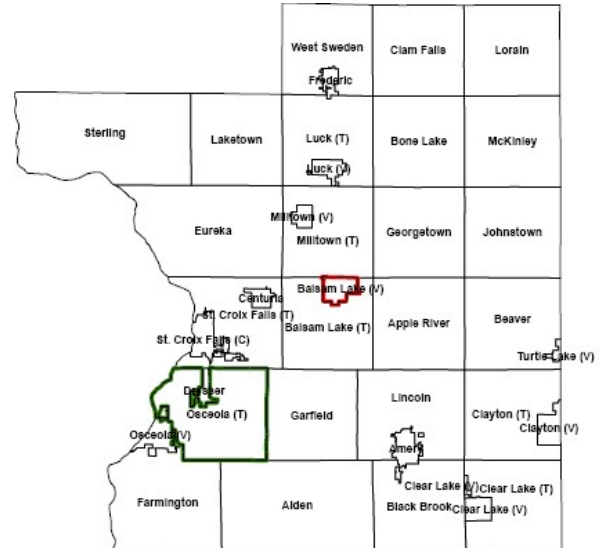 West Sweden
Clam Falls
Lorain
Frederic
Sterling
Laketown
Luck (T)
Bone Lake
McKinley
Luck (V)
Milltown (V)
Eureka
Milltown (T)
Georgetown
Johnstown
Balsam Lake (V)
Centuria
St. Croix Falls (T)
Balsam Lake (T)
Apple River
Beaver
St. Croix Falls (C)
Turtle Lake (V)
Dresser
Osceola (T)
Garfield
Lincoln
Clayton (T)
Clayton (V)
Osceola (V)
Amery
Clear Lake (V)
Clear Lake (T)
Farmington
Alden
Black Brook
Clear Lake (V)